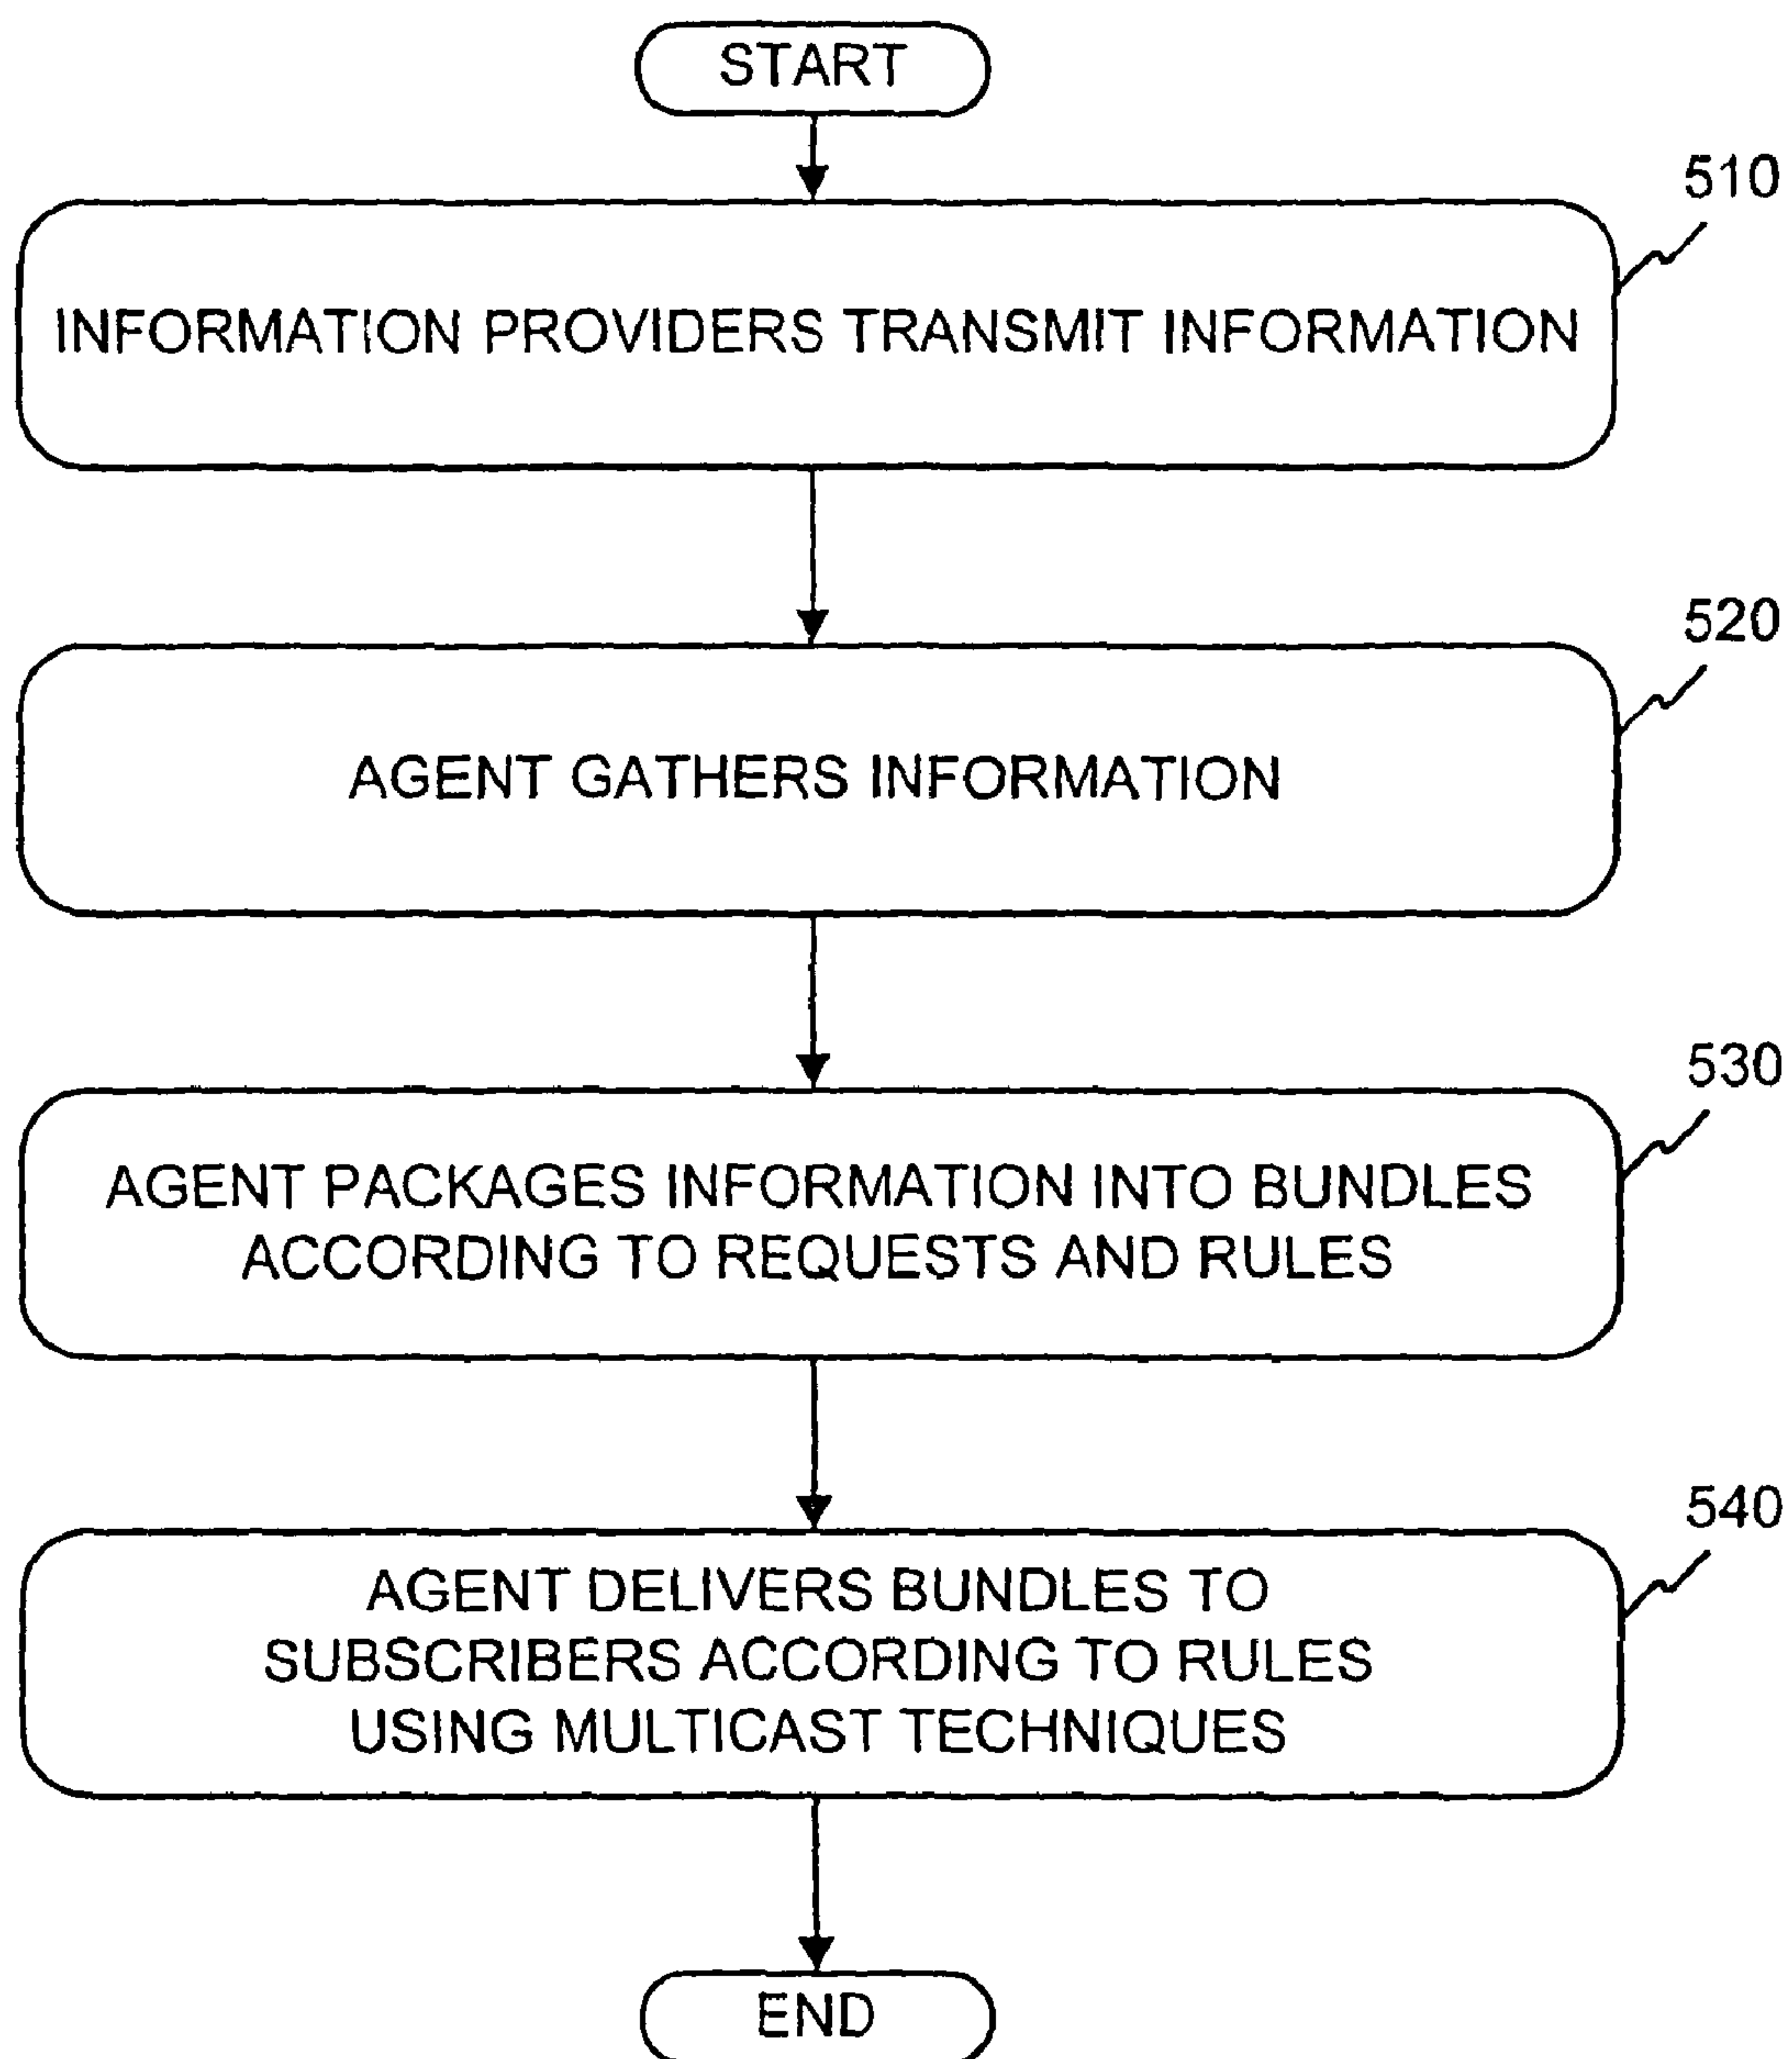 START
510
INFORMATION PROVIDERS TRANSMIT INFORMATION
520
AGENT GATHERS INFORMATION
530
AGENT PACKAGES INFORMATION INTO BUNDLES
ACCORDING TO REQUESTS AND RULES
540
AGENT DELIVERS BUNDLES TO
SUBSCRIBERS ACCORDING TO RULES
USING MULTICAST TECHNIQUES
END